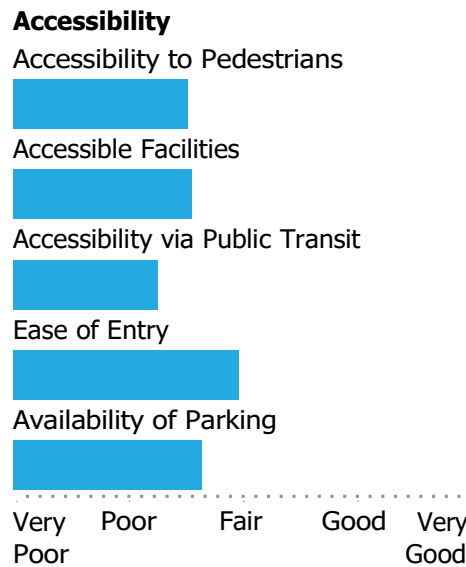 Accessibility
Accessibility to Pedestrians
Accessible Facilities
Accessibility via Public Transit
Ease of Entry
Availability of Parking
Very Poor Fair Good Very
Poor Good